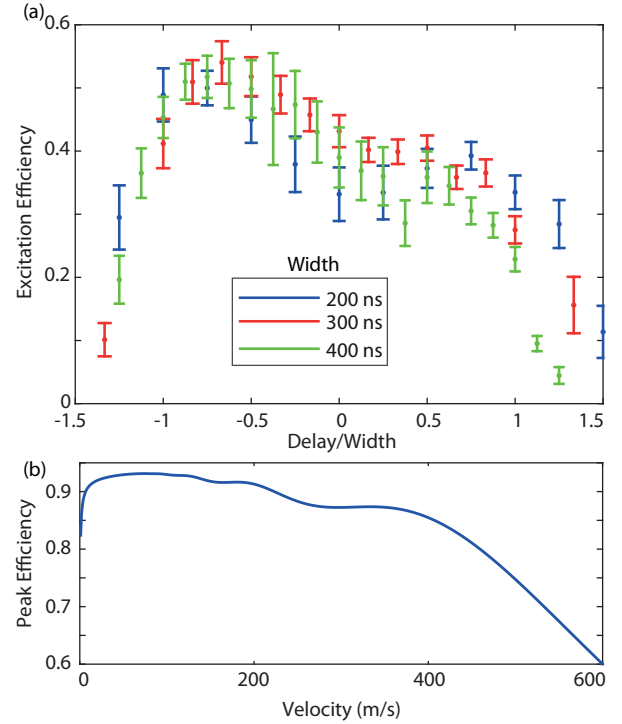 (a)
0.6
0.4
0.2
0
Excitation Efficiency
Width
200 ns
300 ns
400 ns
-1.5 -1 -0.5 0 0.5 1 1.5
Delay/Width
(b)
0.9
0.8
0.7
0.6
Peak Efficiency
0 200 400 600
Velocity (m/s)